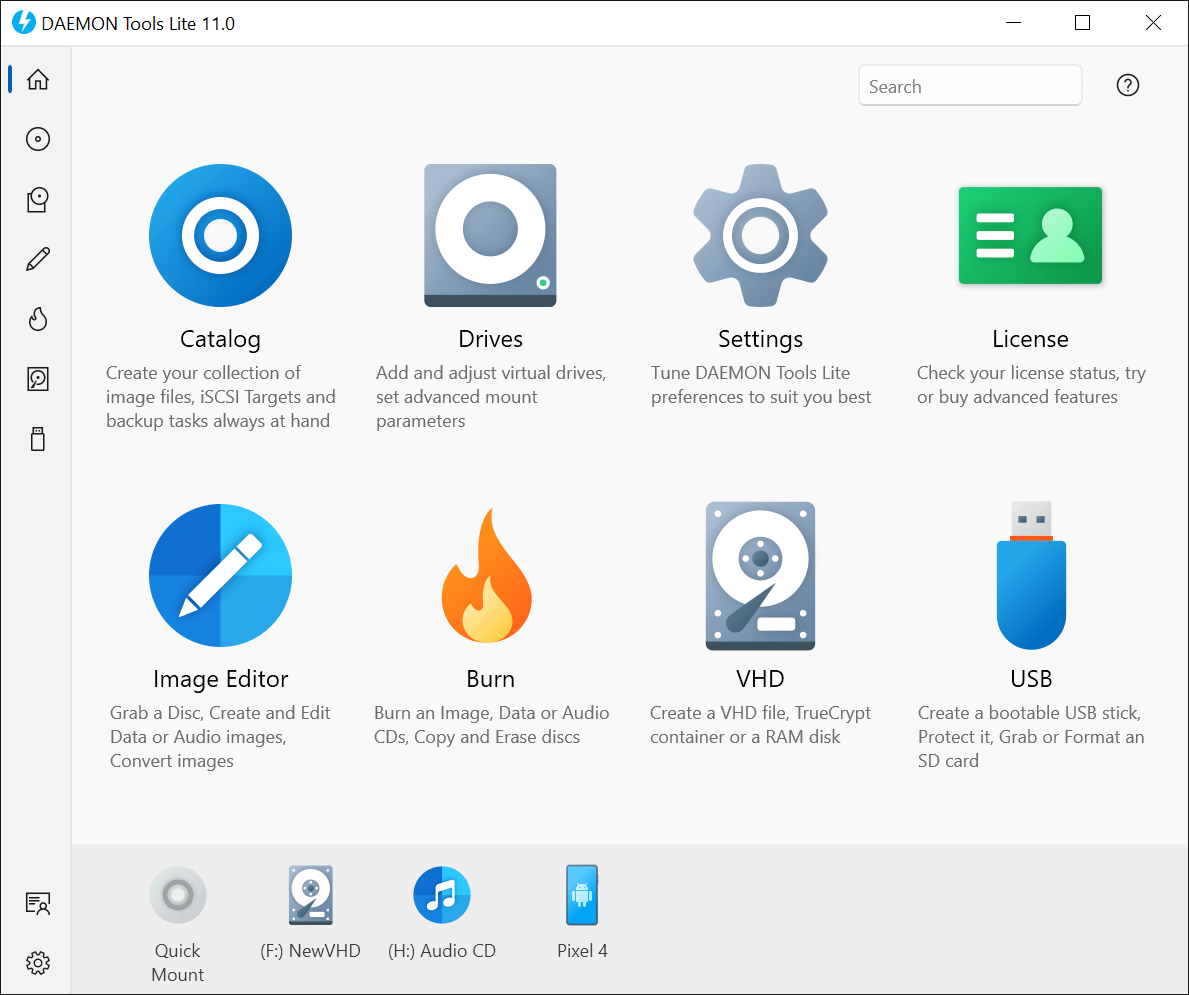 DAEMON Tools Lite 11.0
Search
Catalog
Create your collection of
image files, iSCSI Targets and
backup tasks always at hand
Drives
Add and adjust virtual drives,
set advanced mount
parameters
Settings
Tune DAEMON Tools Lite
preferences to suit you best
License
Check your license status, try
or buy advanced features
Image Editor
Grab a Disc, Create and Edit
Data or Audio images,
Convert images
Burn
Burn an Image, Data or Audio
CDs, Copy and Erase discs
VHD
Create a VHD file, TrueCrypt
container or a RAM disk
USB
Create a bootable USB stick,
Protect it, Grab or Format an
SD card
Quick
Mount
(F:) NewVHD
(H:) Audio CD
Pixel 4